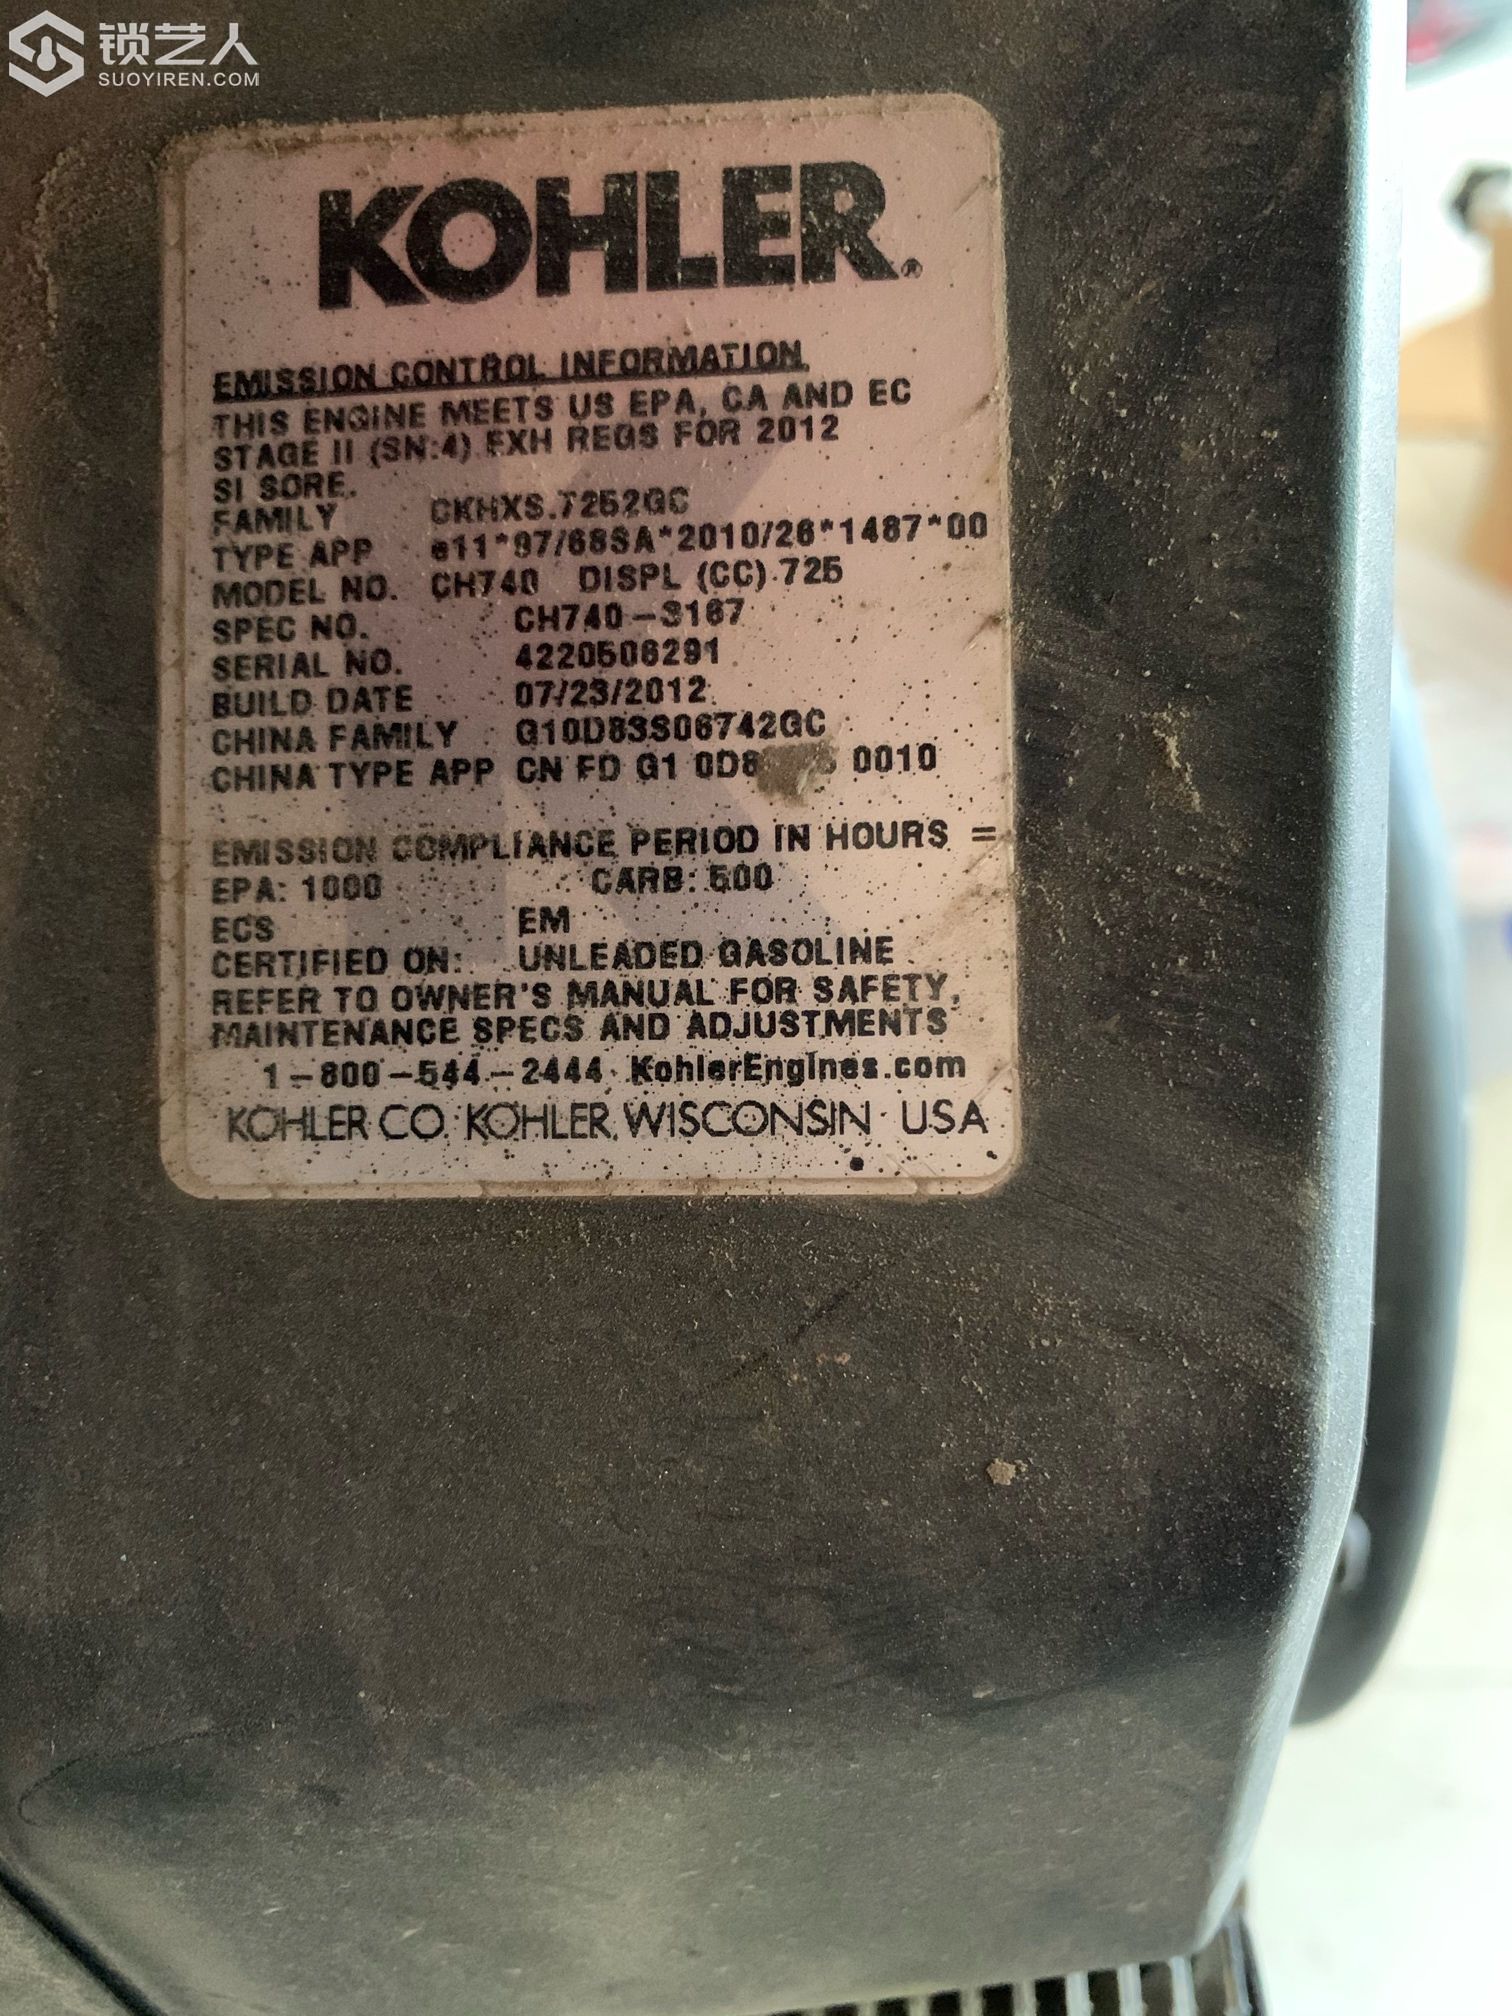 锁艺人
SUOYIREN.COM
KOHLER®
EMISSION CONTROL INFORMATION
THIS ENGINE MEETS US EPA, CA AND EC
STAGE II (SN:4) EXH REGS FOR 2012
SI SORE.
FAMILY CKHXS.7252GC
TYPE APP e11*97/68SA*2010/26*1487*00
MODEL NO. CH740 DISPL (CC) 725
SPEC NO. CH740-3167
SERIAL NO. 4220506291
BUILD DATE 07/23/2012
CHINA FAMILY G10D83S06742GC
CHINA TYPE APP CN FD G1 0010
EMISSION COMPLIANCE PERIOD IN HOURS =
EPA: 1000 CARB: 500
ECS EM
CERTIFIED ON: UNLEADED GASOLINE
REFER TO OWNER'S MANUAL FOR SAFETY,
MAINTENANCE SPECS AND ADJUSTMENTS
1-800-544-2444 KohlerEngines.com
KOHLER CO. KOHLER, WISCONSIN USA